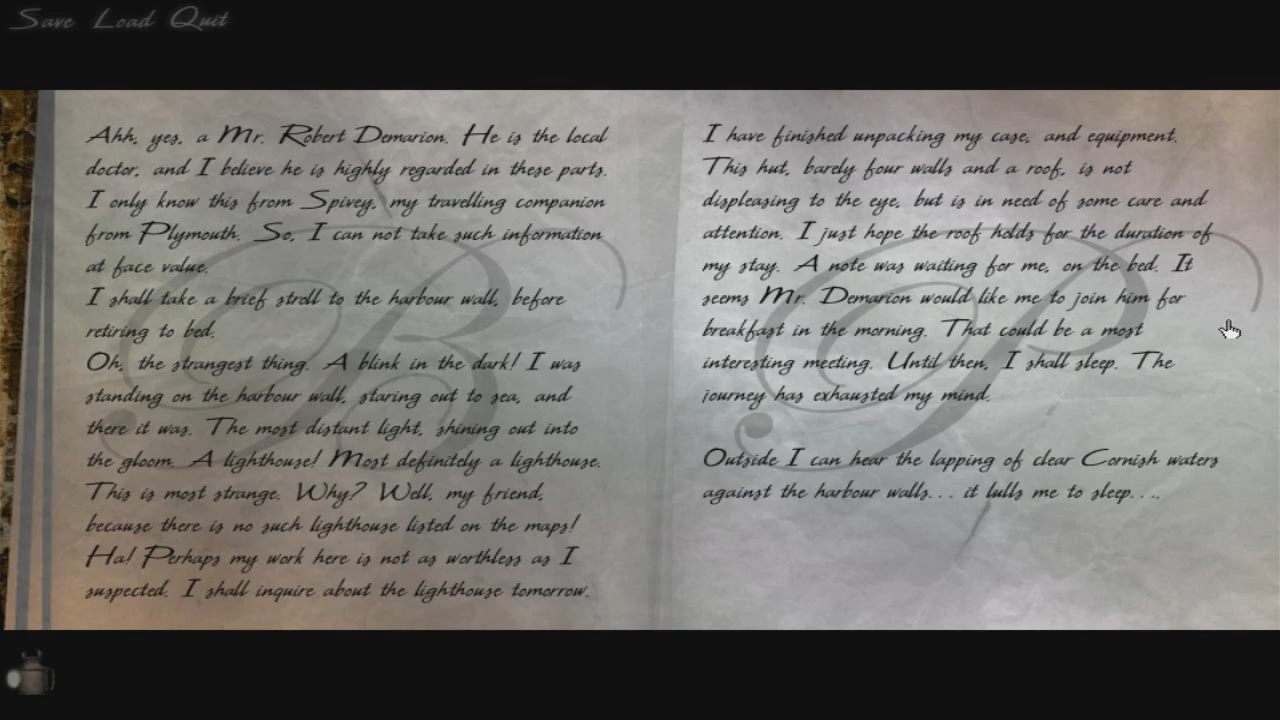 Save Load Quit
Ahh, yes, a Mr. Robert Demarion. He is the local
doctor, and I believe he is highly regarded in these parts.
I only know this from Spivey, my travelling companion
from Plymouth. So, I can not take such information
at face value.
I shall take a brief stroll to the harbour wall, before
retiring to bed.
Oh, the strangest thing. A blink in the dark! I was
standing on the harbour wall, staring out to sea, and
there it was. The most distant light, shining out into
the gloom. A lighthouse! Most definitely a lighthouse.
This is most strange. Why? Well, my friend,
because there is no such lighthouse listed on the maps!
Ha! Perhaps my work here is not as worthless as I
suspected. I shall inquire about the lighthouse tomorrow.
I have finished unpacking my case, and equipment.
This hut, barely four walls and a roof, is not
displeasing to the eye, but is in need of some care and
attention. I just hope the roof holds for the duration of
my stay. A note was waiting for me, on the bed. It
seems Mr. Demarion would like me to join him for
breakfast in the morning. That could be a most
interesting meeting. Until then, I shall sleep. The
journey has exhausted my mind.
Outside I can hear the lapping of clear Cornish waters
against the harbour walls... it lulls me to sleep....
B
P